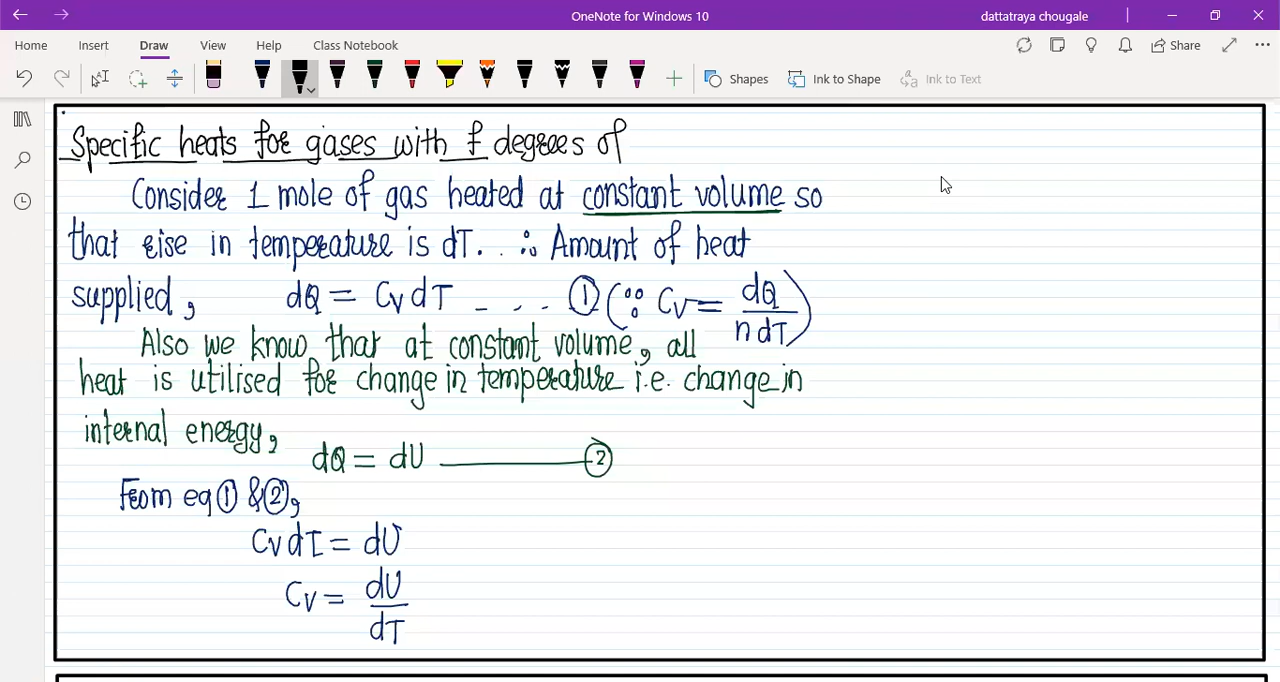 OneNote for Windows 10
dattatraya chougale
Home Insert Draw View Help Class Notebook
Share
Shapes Ink to Shape Ink to Text
Specific heats for gases with f degrees of
Consider 1 mole of gas heated at constant volume so
that rise in temperature is dT. ∴ Amount of heat
supplied, dQ = CvdT - - - ① (∵ Cv = dQ/ndT)
Also we know that at constant volume, all
heat is utilised for change in temperature i.e. change in
internal energy,
dQ = dU ——— ②
From eq ① & ②,
CvdT = dU
Cv = dU/dT